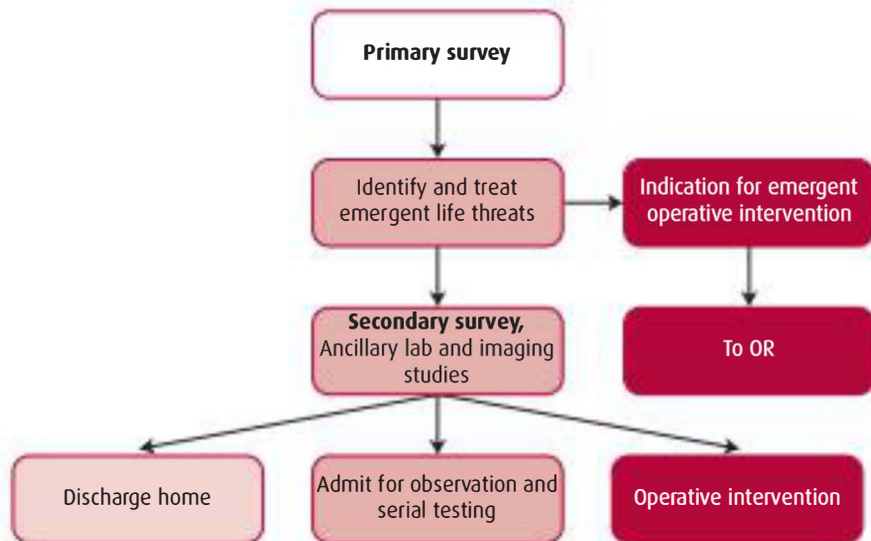 Primary survey
Identify and treat
emergent life threats
Indication for emergent
operative intervention
Secondary survey,
Ancillary lab and imaging
studies
To OR
Discharge home
Admit for observation and
serial testing
Operative intervention